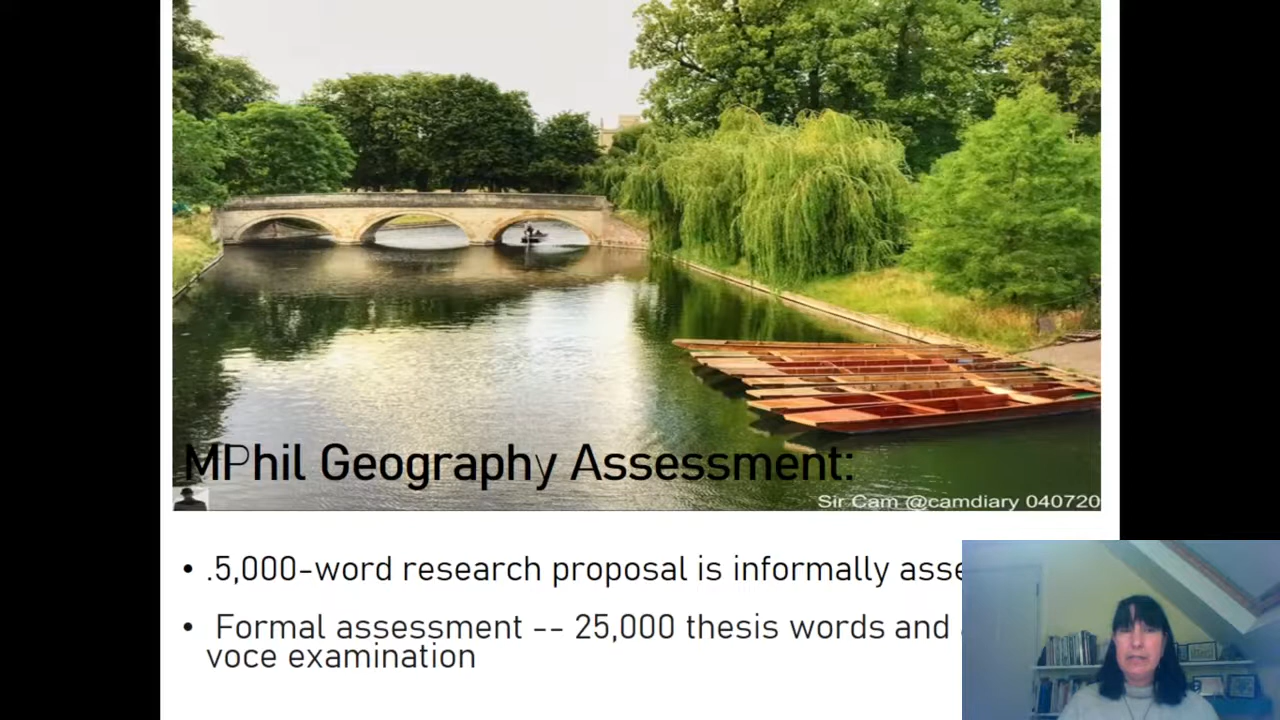 MPhil Geography Assessment:
Sir Cam @camdiary 040720
• .5,000-word research proposal is informally
• Formal assessment -- 25,000 thesis words and
voce examination